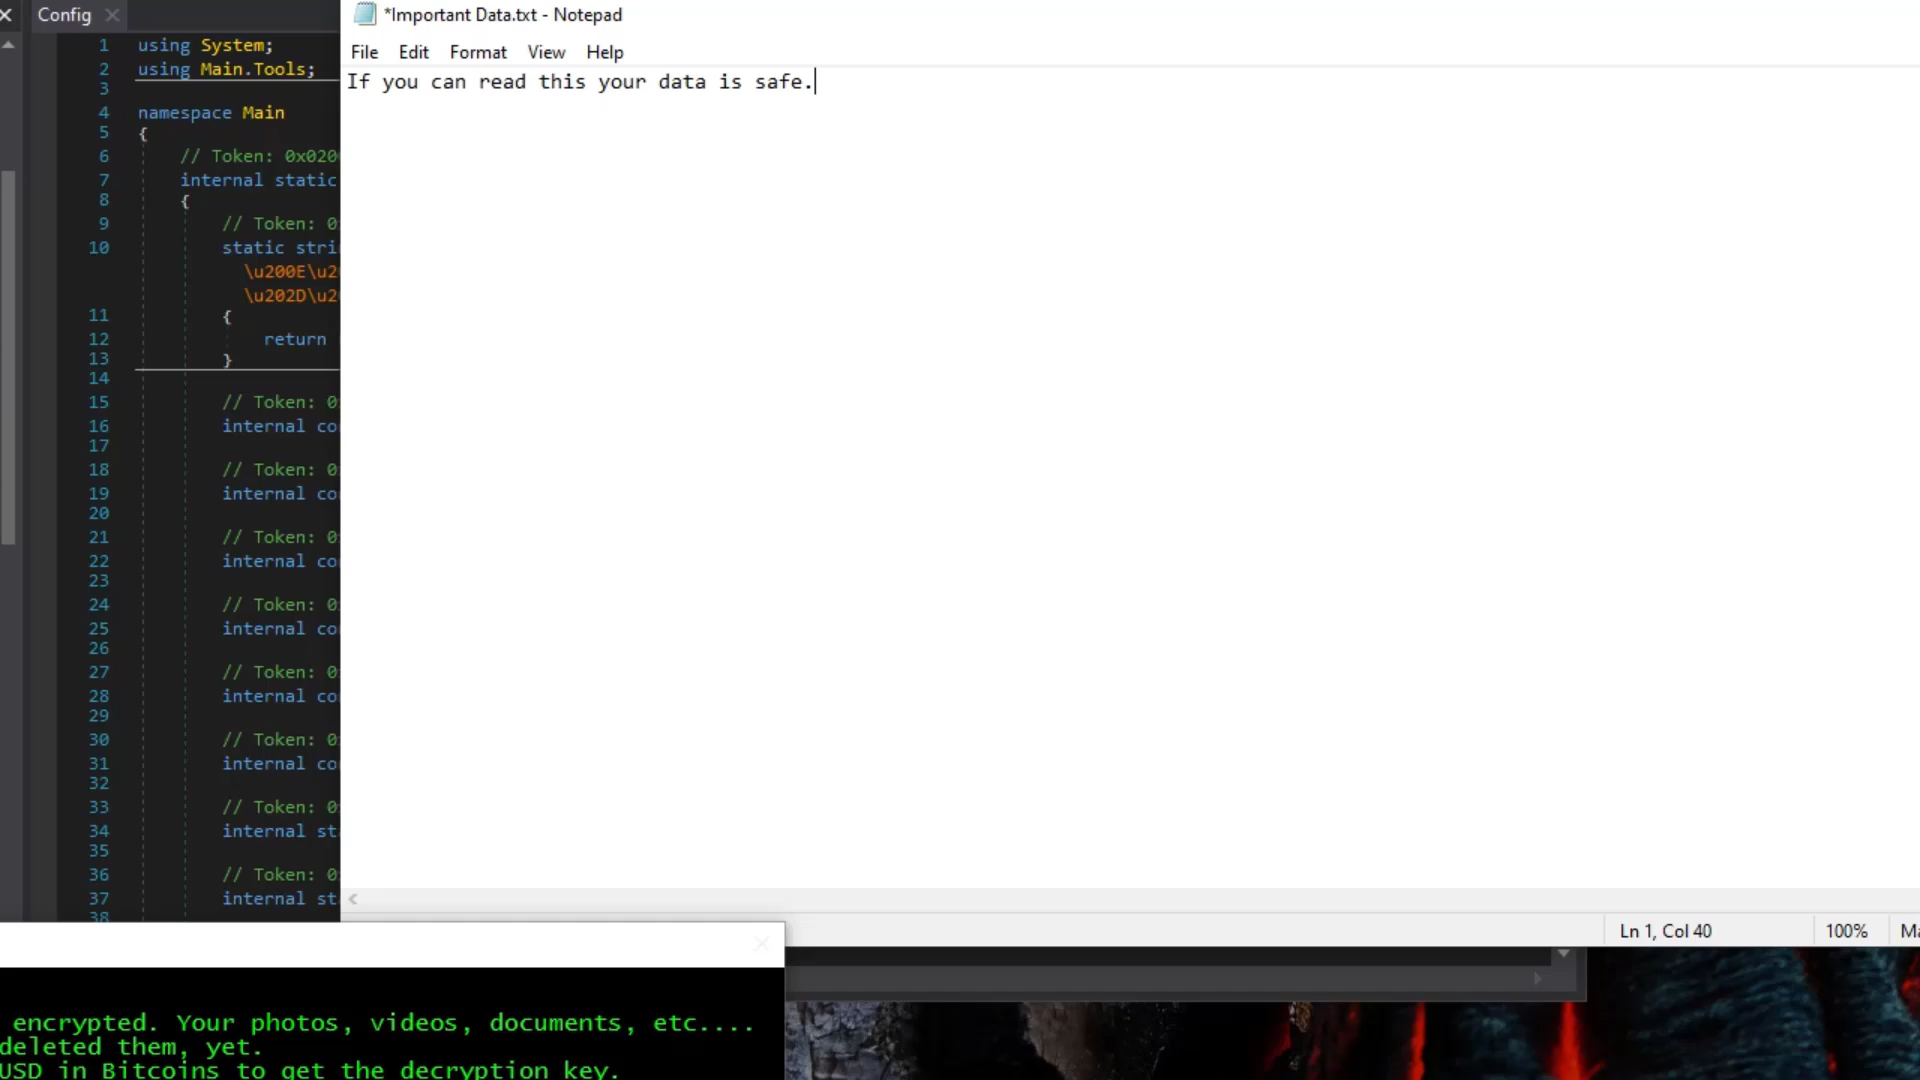 Config
*Important Data.txt - Notepad
File Edit Format View Help
If you can read this your data is safe.
1 using System;
2 using Main.Tools;
3
4 namespace Main
5 {
6 // Token: 0x020
7 internal static
8 {
9 // Token: 0
10 static stri
\u200E\u2
\u202D\u2
11 {
12 return
13 }
14
15 // Token: 0
16 internal co
17
18 // Token: 0
19 internal co
20
21 // Token: 0
22 internal co
23
24 // Token: 0
25 internal co
26
27 // Token: 0
28 internal co
29
30 // Token: 0
31 internal co
32
33 // Token: 0
34 internal st
35
36 // Token: 0
37 internal st
38
Ln 1, Col 40 100% Ma
encrypted. Your photos, videos, documents, etc....
deleted them, yet.
USD in Bitcoins to get the decryption key.